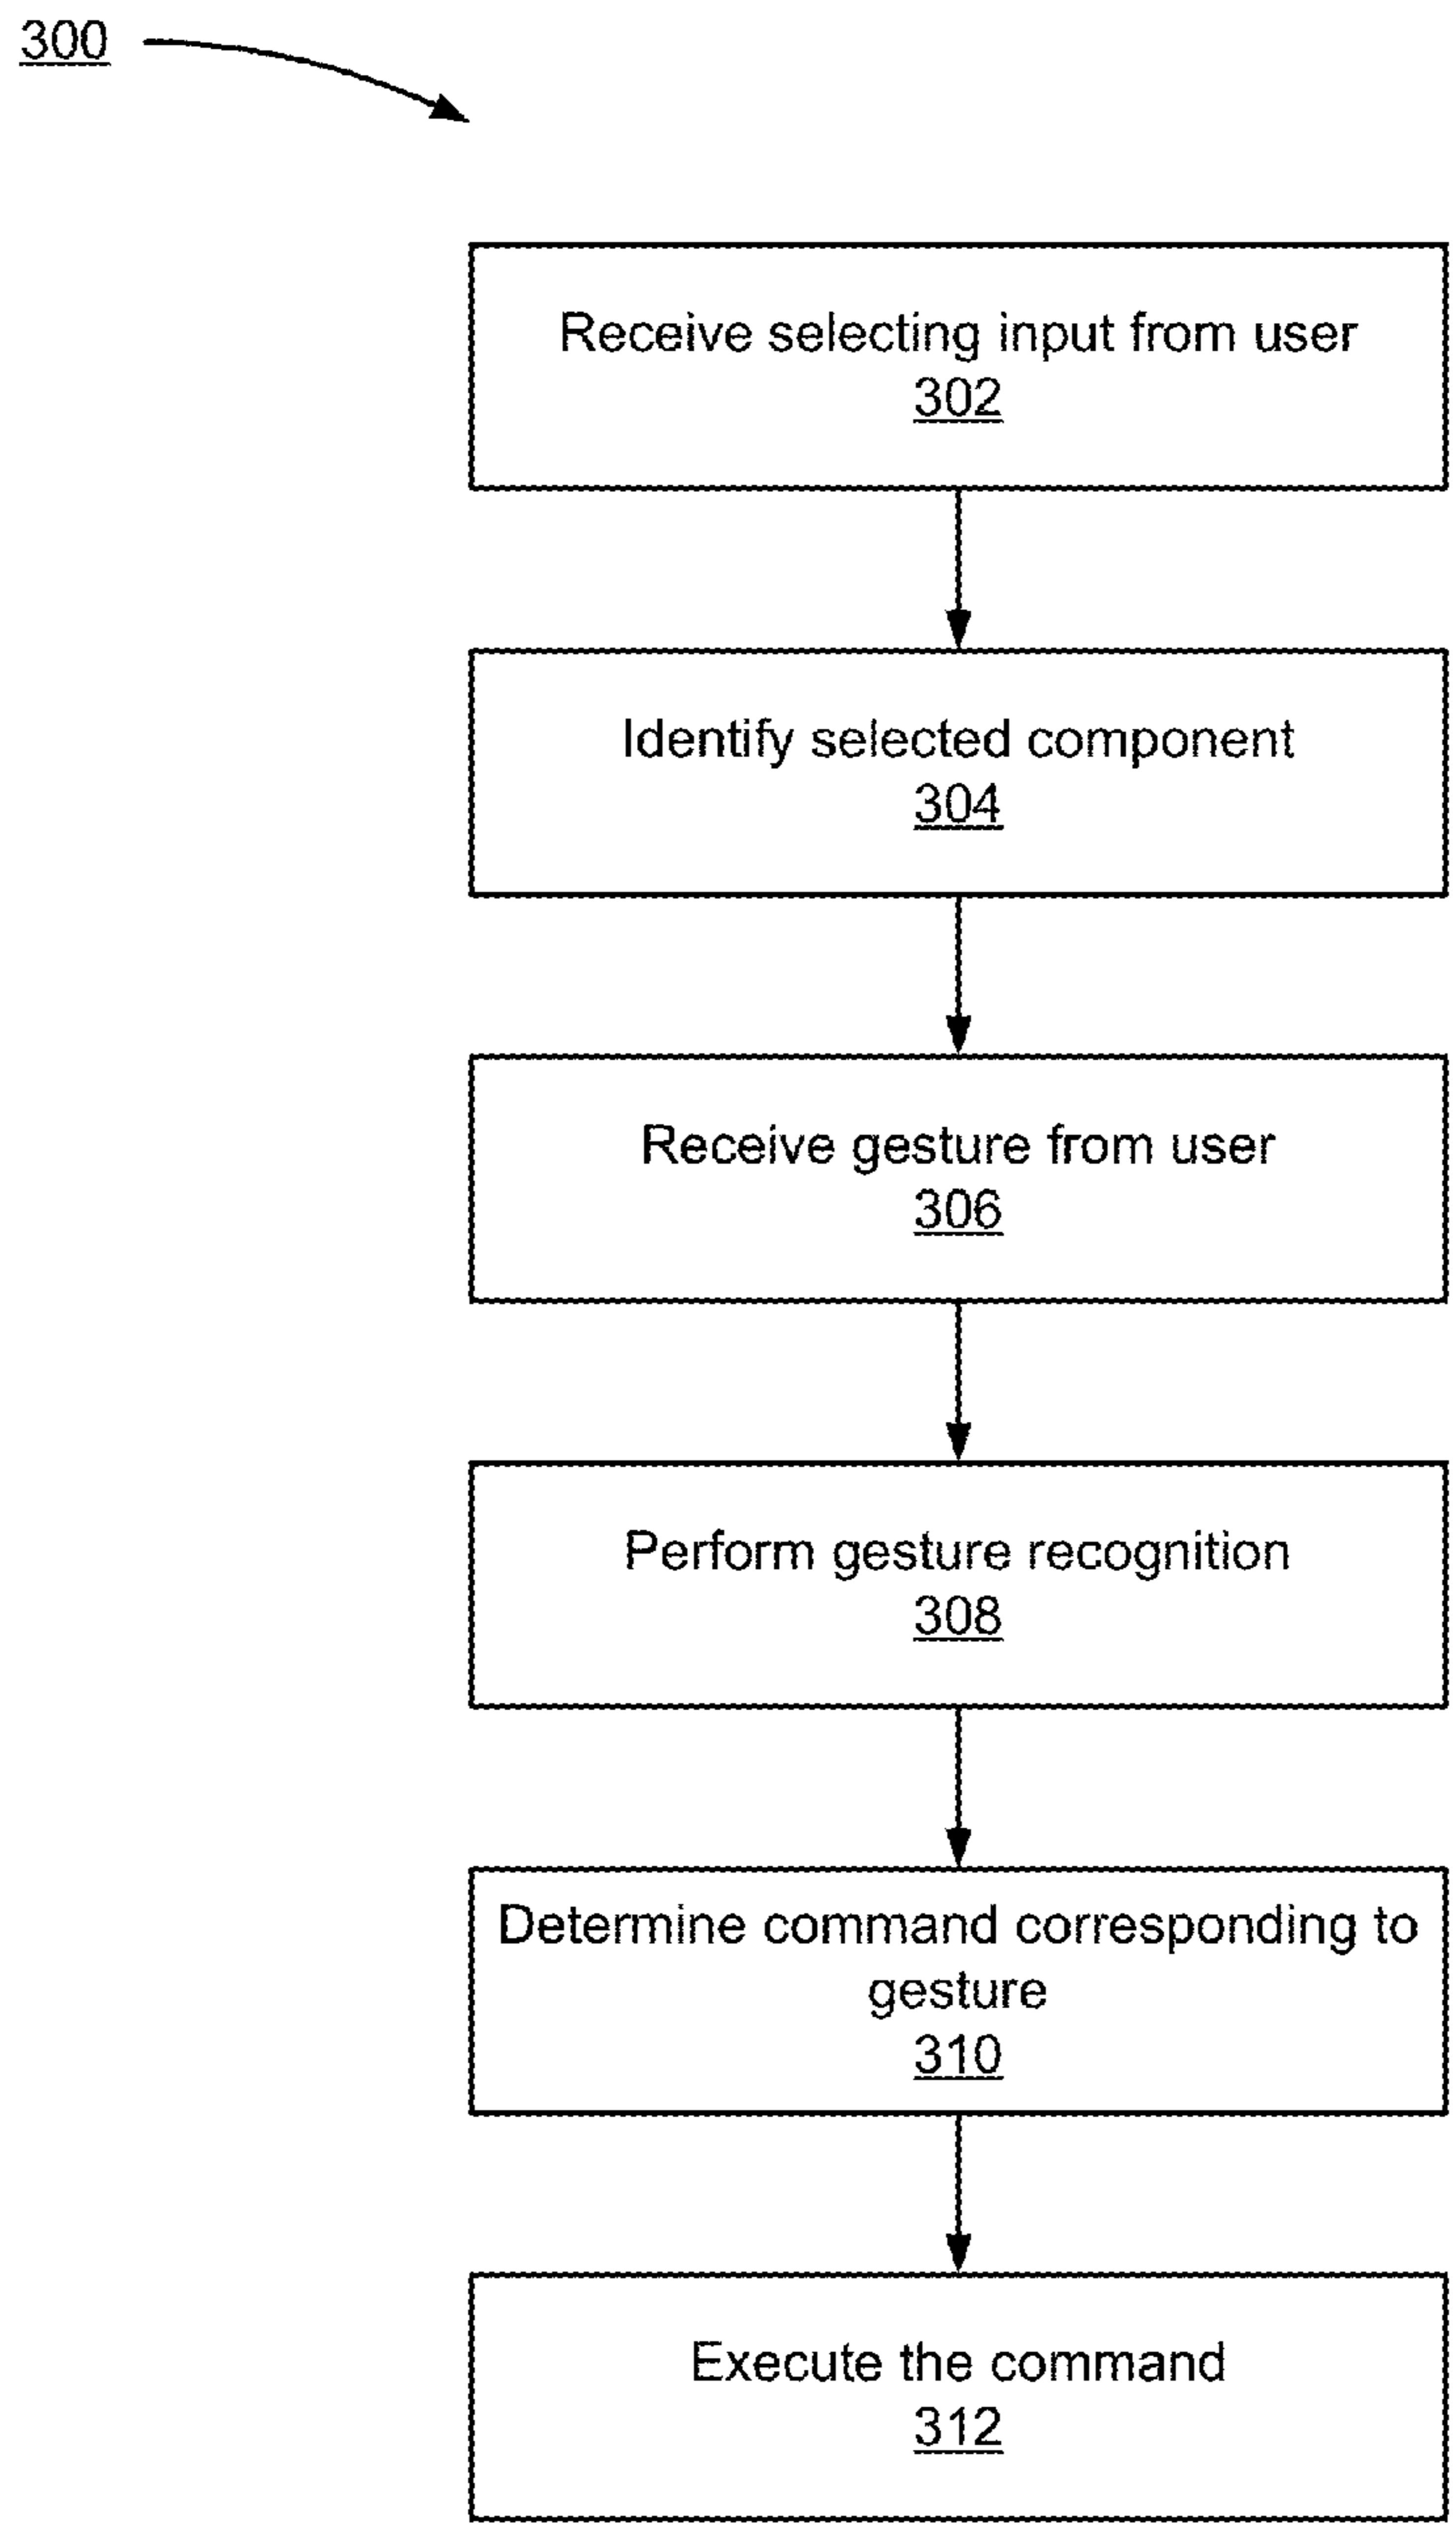 300
Receive selecting input from user
302
Identify selected component
304
Receive gesture from user
306
Perform gesture recognition
308
Determine command corresponding to
gesture
310
Execute the command
312